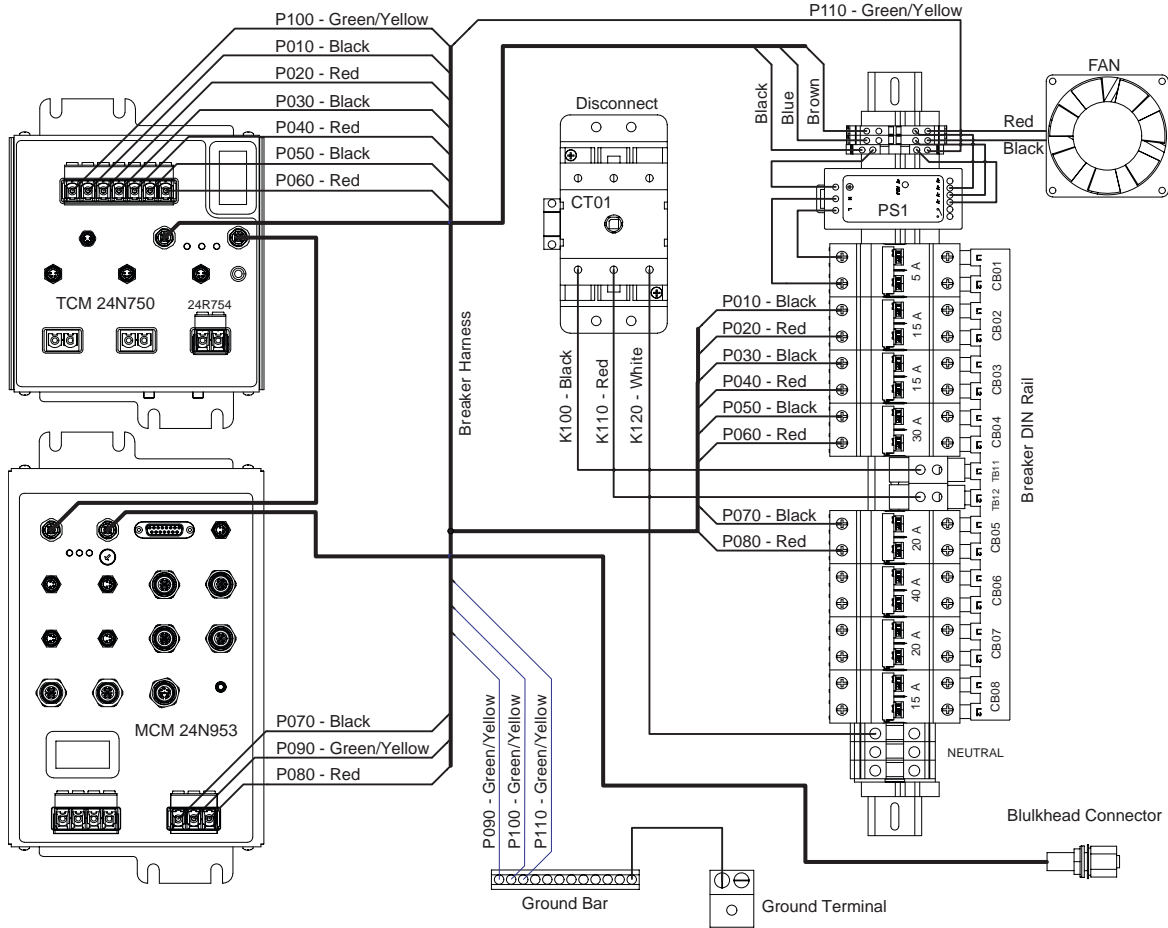 P100 - Green/Yellow
P010 - Black
P020 - Red
P030 - Black
P040 - Red
P050 - Black
P060 - Red
P110 - Green/Yellow
Black
Blue
Brown
FAN
Red
Black
Disconnect
CT01
PS1
TCM 24N750
24R754
Breaker Harness
K100 - Black
K110 - Red
K120 - White
P010 - Black
P020 - Red
P030 - Black
P040 - Red
P050 - Black
P060 - Red
P070 - Black
P080 - Red
5 A
15 A
15 A
30 A
20 A
40 A
20 A
15 A
L1
L2
CB01
CB02
CB03
CB04
TB11
TB12
CB05
CB06
CB07
CB08
Breaker DIN Rail
NEUTRAL
MCM 24N953
P070 - Black
P090 - Green/Yellow
P080 - Red
P090 - Green/Yellow
P100 - Green/Yellow
P110 - Green/Yellow
Ground Bar
Ground Terminal
Blulkhead Connector